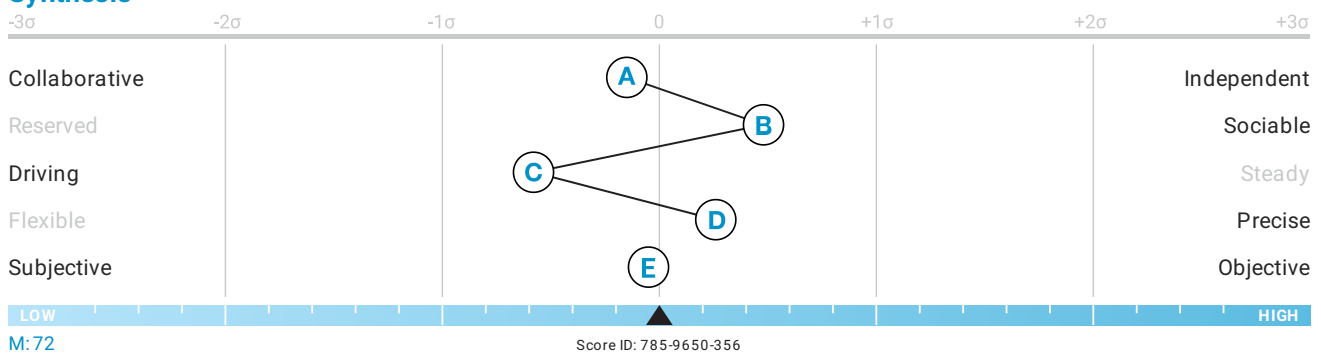 Synthesis
-3σ -2σ -1σ 0 +1σ +2σ +3σ
Collaborative A Independent
Reserved B Sociable
Driving C Steady
Flexible D Precise
Subjective E Objective
LOW HIGH
M: 72 Score ID: 785-9650-356